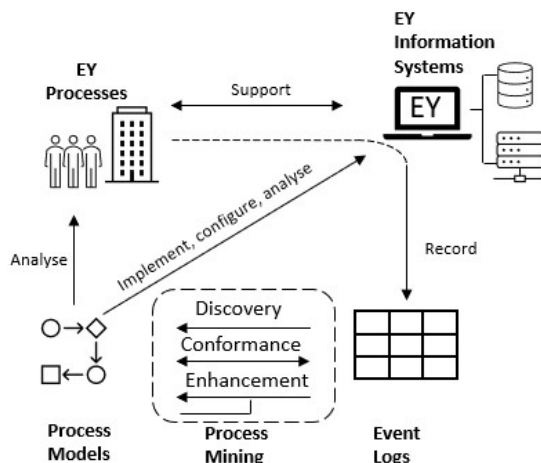 EY
Information
Systems
EY
Processes
Support
EY
Implement, configure, analyse
Analyse
Record
Discovery
Conformance
Enhancement
Process
Models
Process
Mining
Event
Logs